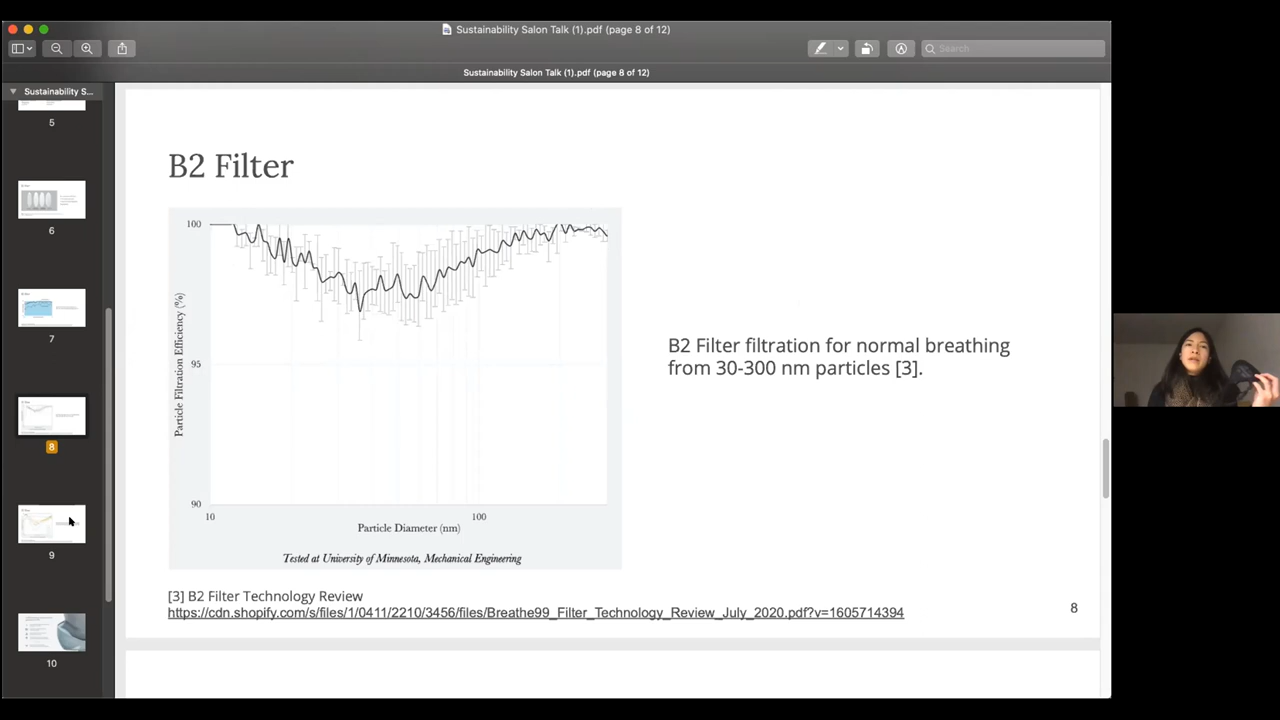 Sustainability Salon Talk (1).pdf (page 8 of 12)
Search
Sustainability Salon Talk (1).pdf (page 8 of 12)
Sustainability S...
5
6
7
8
9
10
B2 Filter
100
95
90
Particle Filtration Efficiency (%)
10
100
Particle Diameter (nm)
Tested at University of Minnesota, Mechanical Engineering
B2 Filter filtration for normal breathing
from 30-300 nm particles [3].
[3] B2 Filter Technology Review
https://cdn.shopify.com/s/files/1/0411/2210/3456/files/Breathe99_Filter_Technology_Review_July_2020.pdf?v=1605714394
8